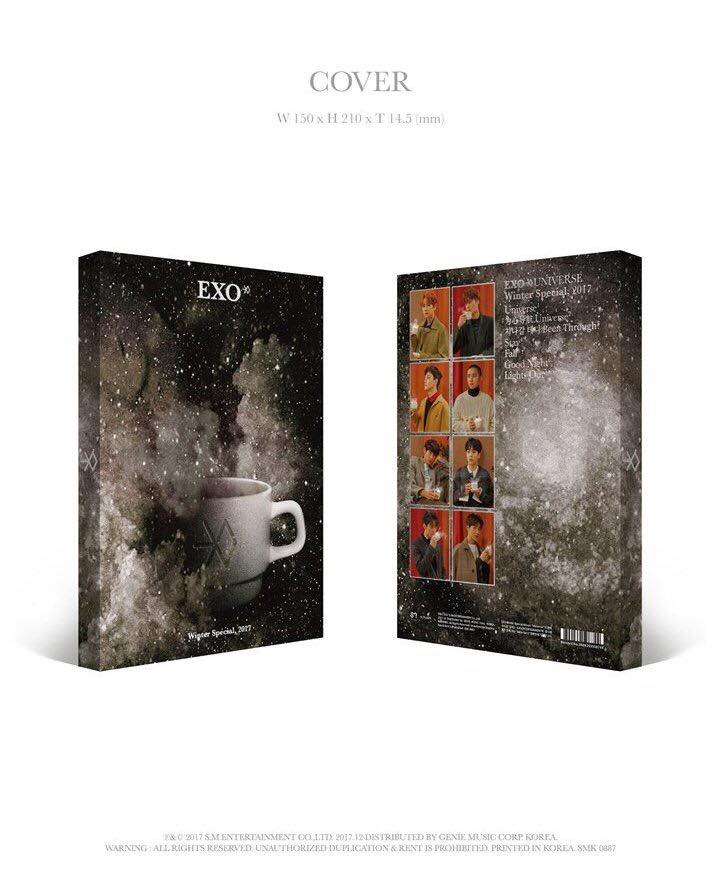 COVER
W 150 x H 210 x T 14.5 (mm)
EXO
Winter Special, 2017
EXO UNIVERSE
Winter Special, 2017
Universe
Universe
Been Through?
Stay
Fall
Good Night
Lights Out
℗&© 2017 S.M.ENTERTAINMENT CO.,LTD. 2017.12 DISTRIBUTED BY GENIE MUSIC CORP. KOREA.
WARNING : ALL RIGHTS RESERVED. UNAUTHORIZED DUPLICATION & RENT IS PROHIBITED. PRINTED IN KOREA. SMK 0887